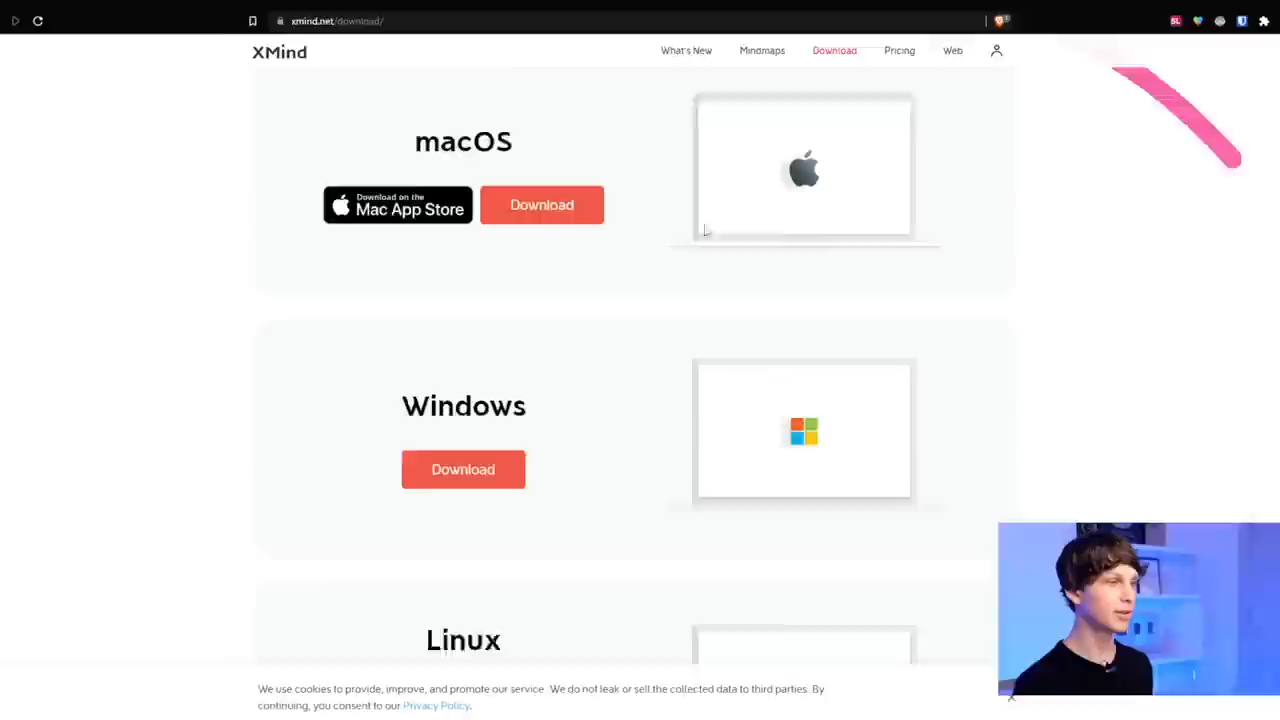 xmind.net/download/
XMind
What's New
Mindmaps
Download
Pricing
Web
macOS
Download on the
Mac App Store
Download
Windows
Download
Linux
We use cookies to provide, improve, and promote our service. We do not leak or sell the collected data to third parties. By
continuing, you consent to our Privacy Policy.